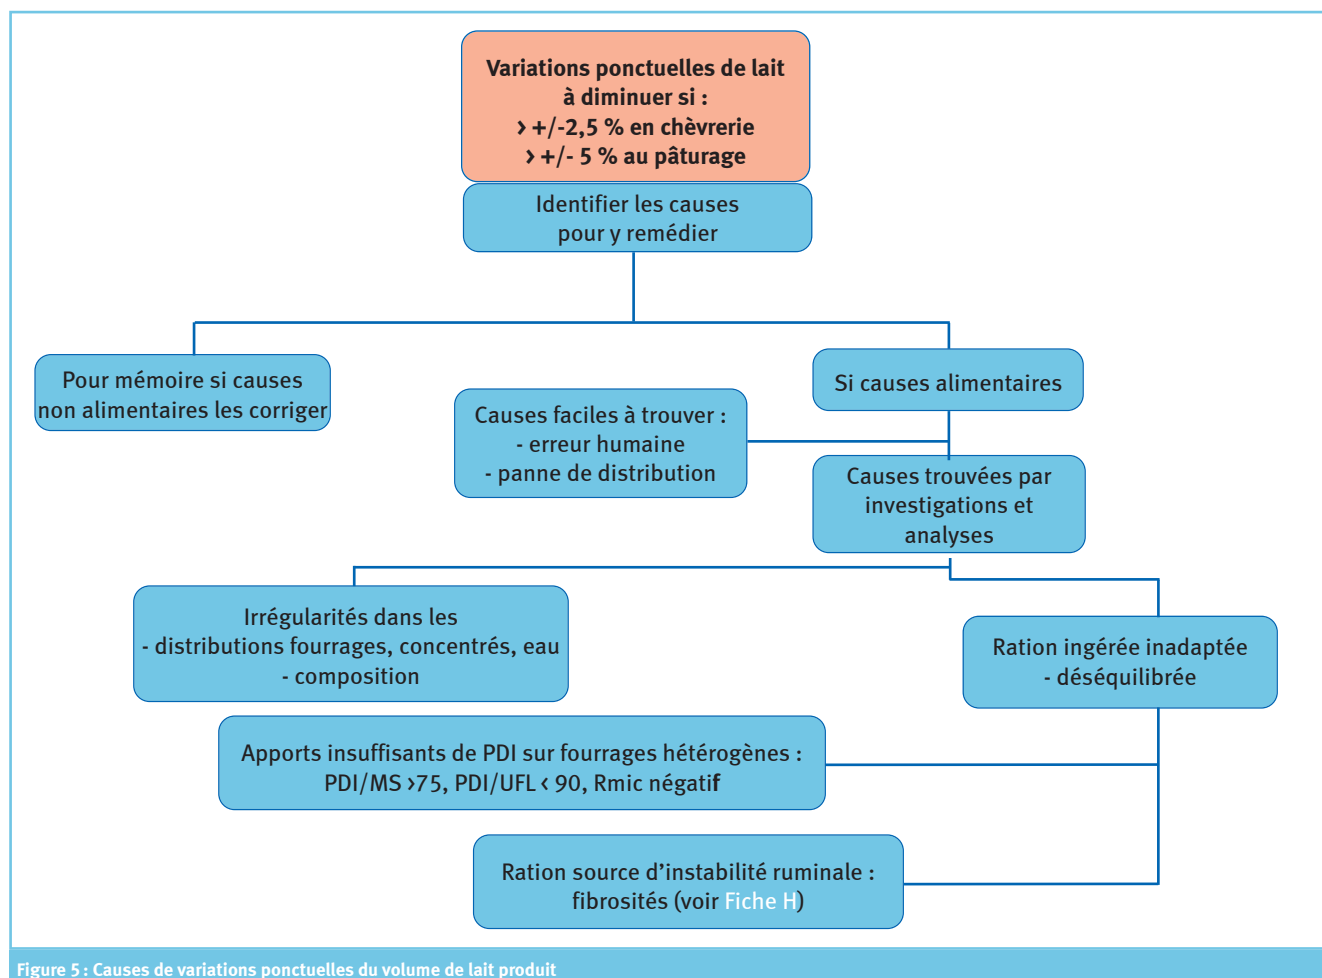 Variations ponctuelles de lait
à diminuer si :
› +/-2,5 % en chèvrerie
› +/- 5 % au pâturage
Identifier les causes
pour y remédier
Pour mémoire si causes
non alimentaires les corriger
Si causes alimentaires
Causes faciles à trouver :
- erreur humaine
- panne de distribution
Causes trouvées par
investigations et
analyses
Irrégularités dans les
- distributions fourrages, concentrés, eau
- composition
Ration ingérée inadaptée
- déséquilibrée
Apports insuffisants de PDI sur fourrages hétérogènes :
PDI/MS ›75, PDI/UFL ‹ 90, Rmic négatif
Ration source d’instabilité ruminale :
fibrosités (voir Fiche H)
Figure 5 : Causes de variations ponctuelles du volume de lait produit